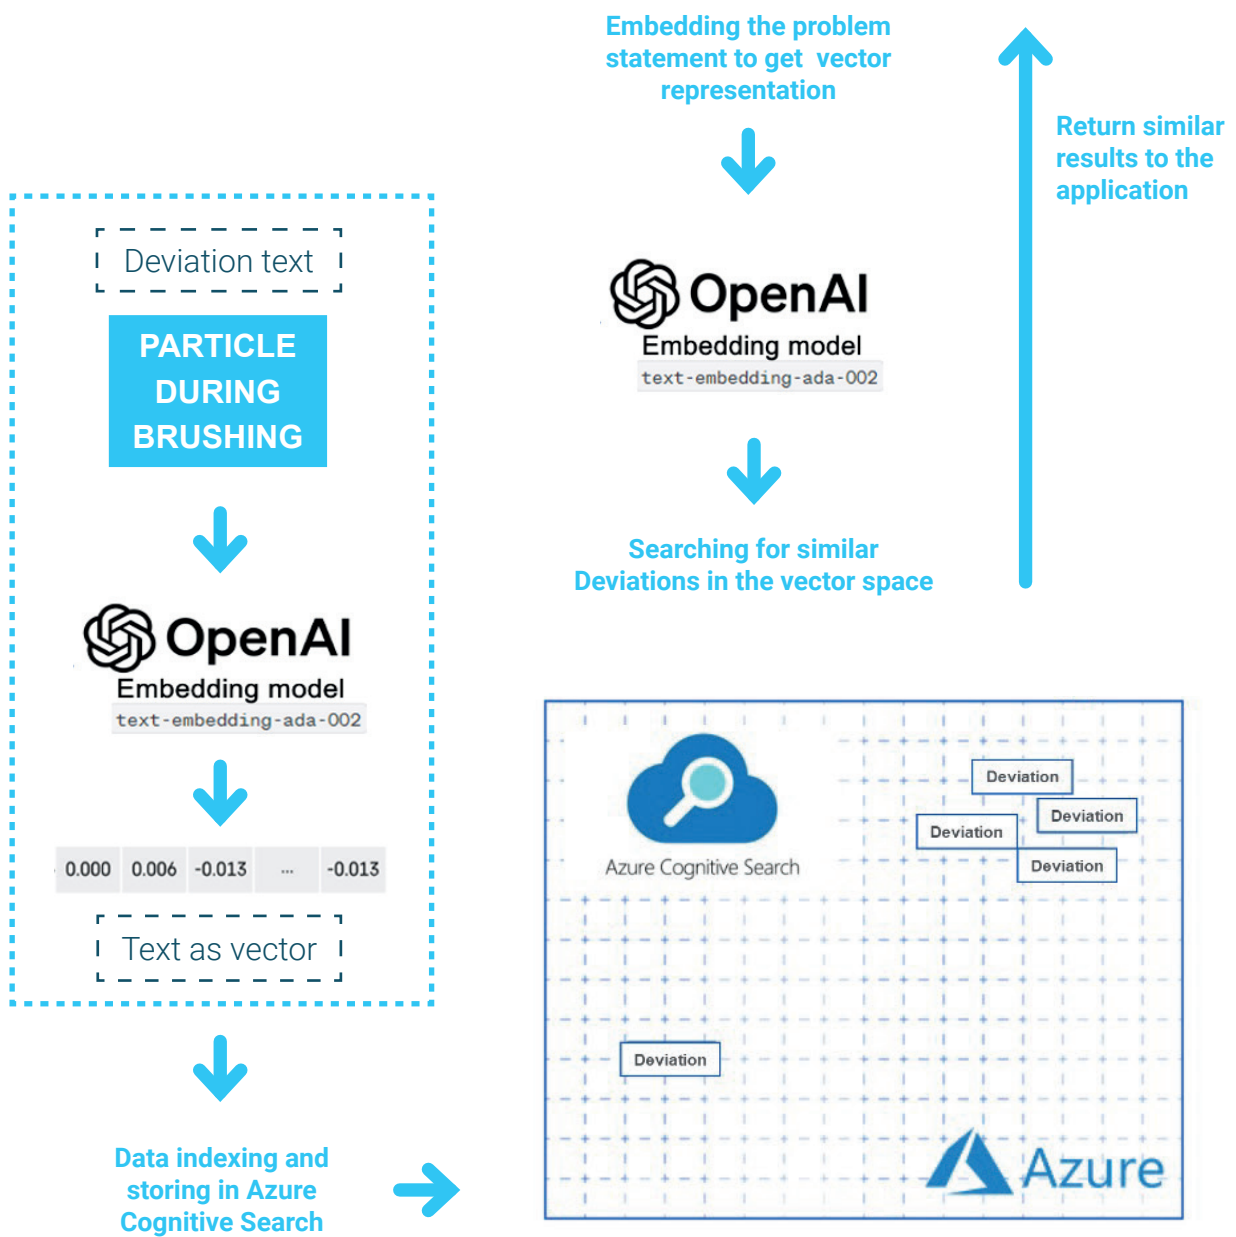 Deviation text
PARTICLE
DURING
BRUSHING
OpenAI
Embedding model
text-embedding-ada-002
0.000 0.006 -0.013 ... -0.013
Text as vector
Data indexing and
storing in Azure
Cognitive Search
Embedding the problem
statement to get vector
representation
OpenAI
Embedding model
text-embedding-ada-002
Searching for similar
Deviations in the vector space
Return similar
results to the
application
Azure Cognitive Search
Deviation
Deviation
Deviation
Deviation
Deviation
Azure